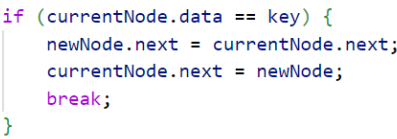 if (currentNode.data == key) {
    newNode.next = currentNode.next;
    currentNode.next = newNode;
    break;
}